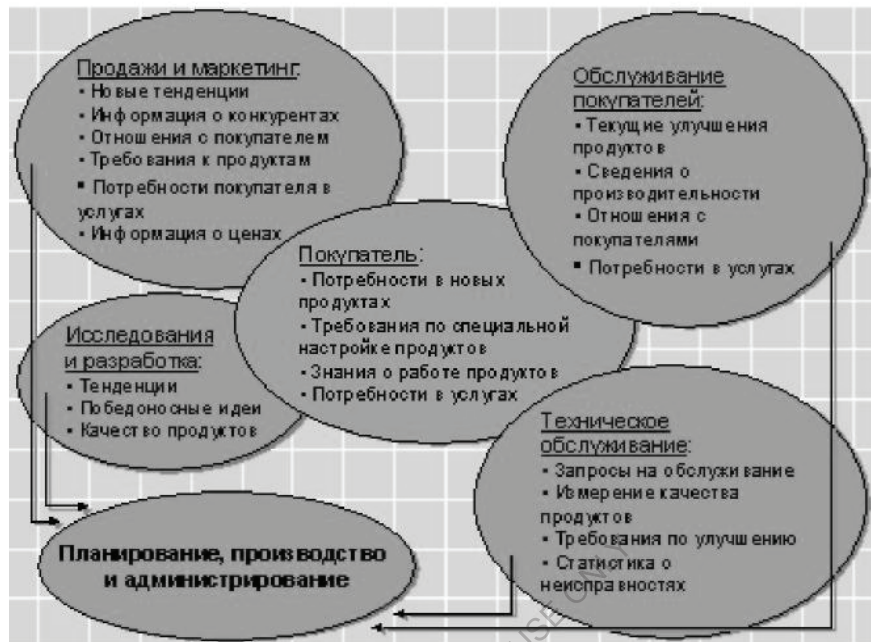 Продажи и маркетинг:
▪ Новые тенденции
▪ Информация о конкурентах
▪ Отношения с покупателем
▪ Требования к продуктам
▪ Потребности покупателя в
услугах
▪ Информация о ценах
Обслуживание
покупателей:
▪ Текущие улучшения
продуктов
▪ Сведения о
производительности
▪ Отношения с
покупателями
▪ Потребности в услугах
Покупатель:
▪ Потребности в новых
продуктах
▪ Требования по специальной
настройке продуктов
▪ Знания о работе продуктов
▪ Потребности в услугах
Исследования
и разработка:
▪ Тенденции
▪ Победоносные идеи
▪ Качество продуктов
Техническое
обслуживание:
▪ Запросы на обслуживание
▪ Измерение качества
продуктов
▪ Требования по улучшению
▪ Статистика о
неисправностях
Планирование, производство
и администрирование
USE ONLY